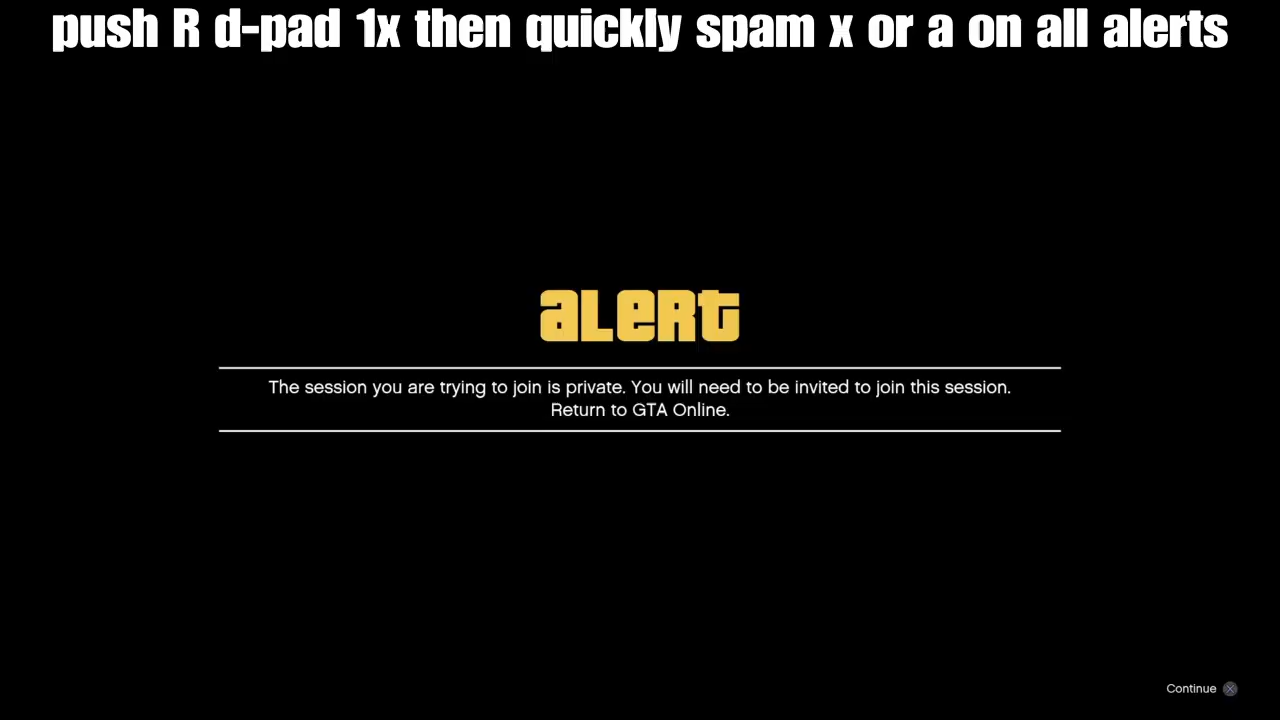 push R d-pad 1x then quickly spam x or a on all alerts
alert
The session you are trying to join is private. You will need to be invited to join this session.
Return to GTA Online.
Continue